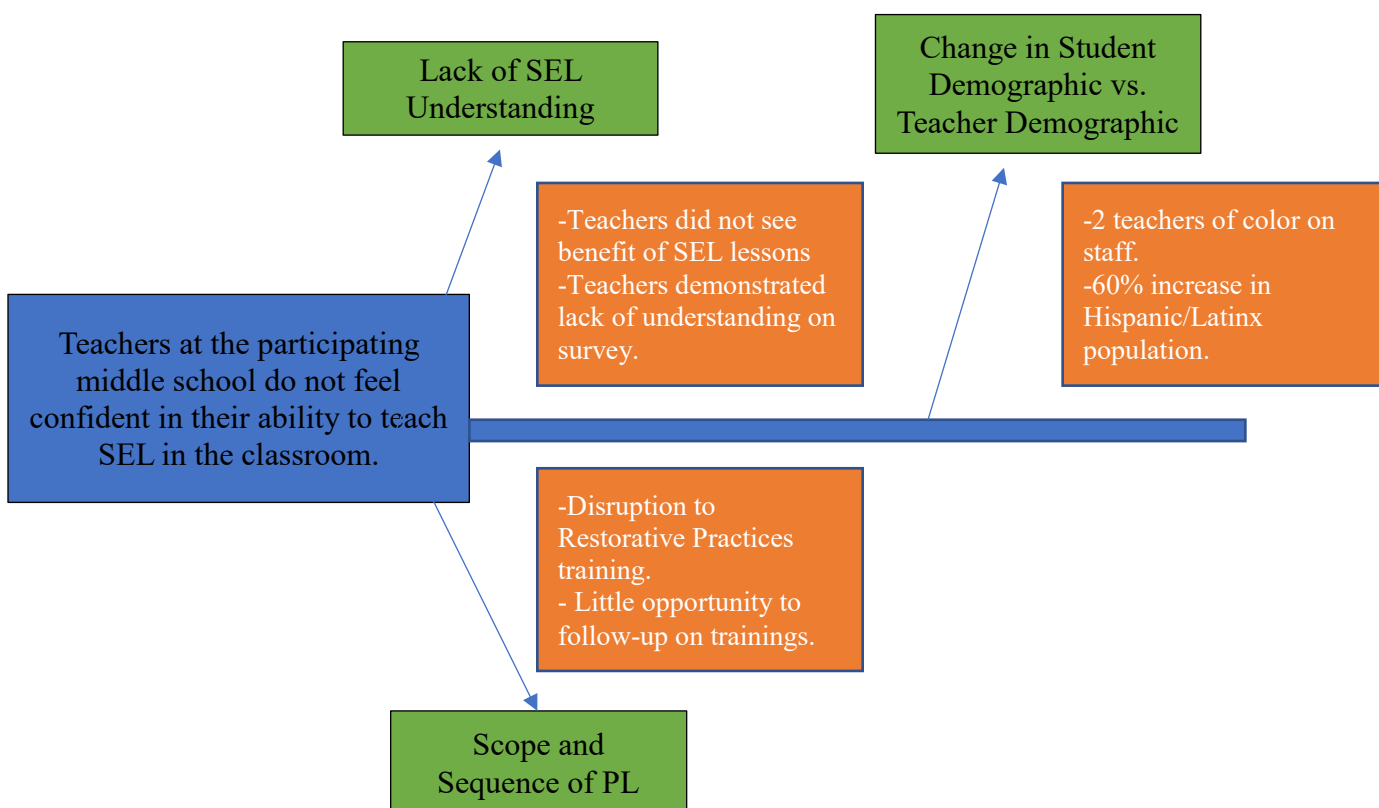 Lack of SEL
Understanding
Change in Student
Demographic vs.
Teacher Demographic
-Teachers did not see
benefit of SEL lessons
-Teachers demonstrated
lack of understanding on
survey.
-2 teachers of color on
staff.
-60% increase in
Hispanic/Latinx
population.
Teachers at the participating
middle school do not feel
confident in their ability to teach
SEL in the classroom.
-Disruption to
Restorative Practices
training.
- Little opportunity to
follow-up on trainings.
Scope and
Sequence of PL